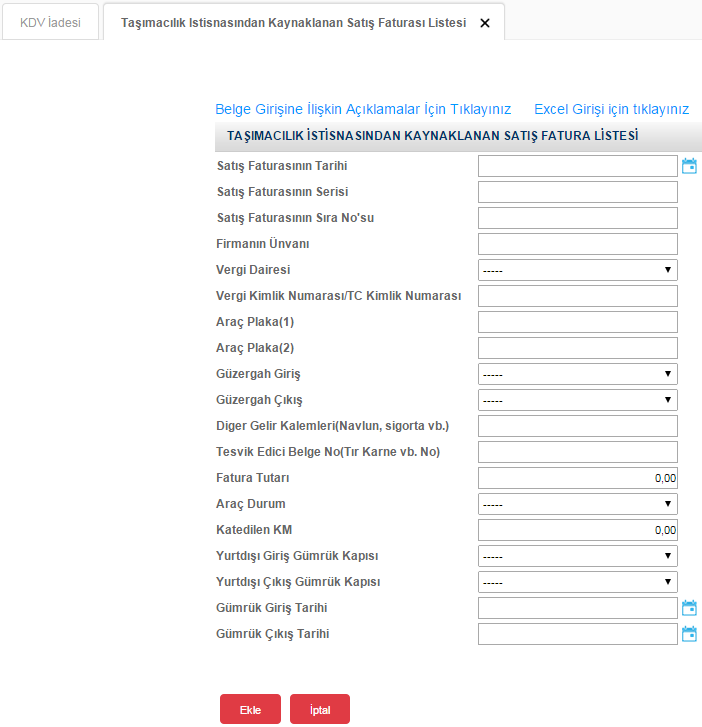 KDV İadesi
Taşımacılık Istisnasından Kaynaklanan Satış Faturası Listesi ×
Belge Girişine İlişkin Açıklamalar İçin Tıklayınız Excel Girişi için tıklayınız
TAŞIMACILIK İSTİSNASINDAN KAYNAKLANAN SATIŞ FATURA LİSTESİ
Satış Faturasının Tarihi
Satış Faturasının Serisi
Satış Faturasının Sıra No'su
Firmanın Ünvanı
Vergi Dairesi -----
Vergi Kimlik Numarası/TC Kimlik Numarası
Araç Plaka(1)
Araç Plaka(2)
Güzergah Giriş -----
Güzergah Çıkış -----
Diger Gelir Kalemleri(Navlun, sigorta vb.)
Tesvik Edici Belge No(Tır Karne vb. No)
Fatura Tutarı 0,00
Araç Durum -----
Katedilen KM 0,00
Yurtdışı Giriş Gümrük Kapısı -----
Yurtdışı Çıkış Gümrük Kapısı -----
Gümrük Giriş Tarihi
Gümrük Çıkış Tarihi
Ekle İptal